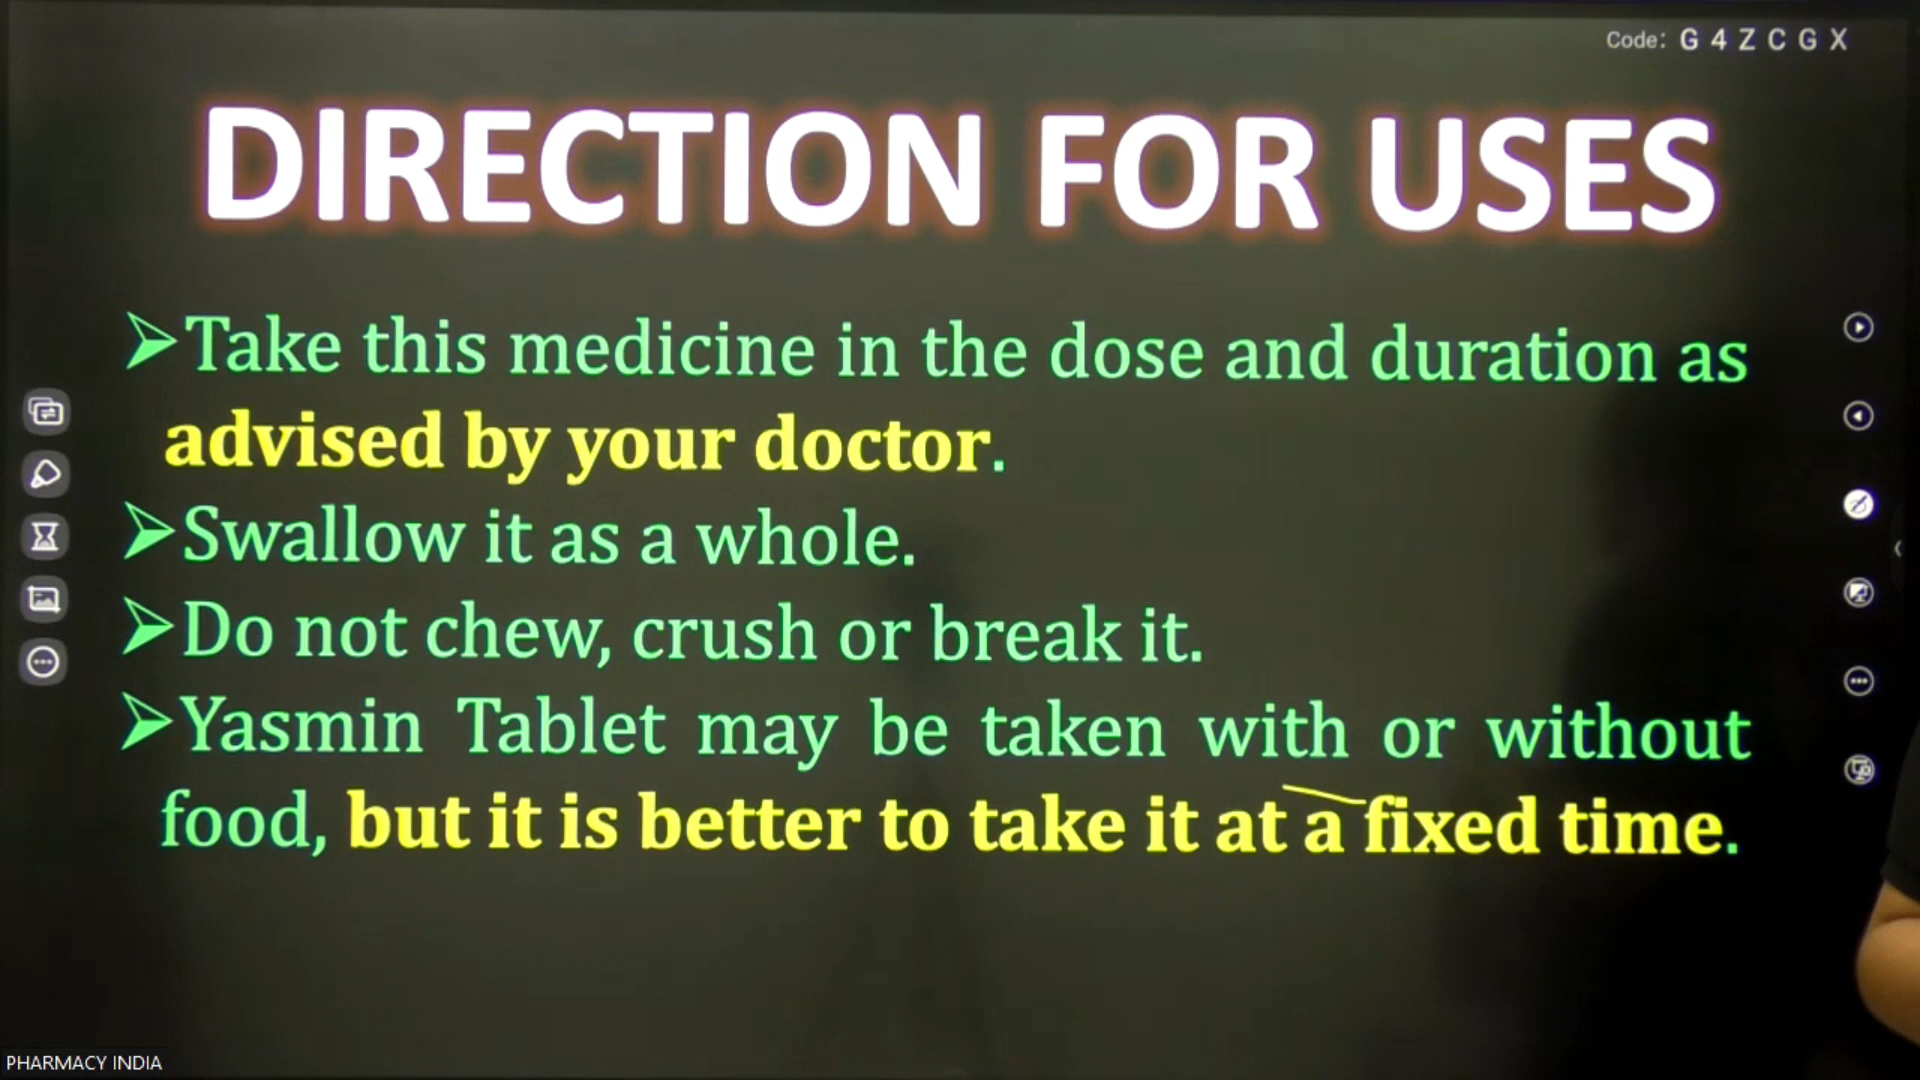 Code: G 4 Z C G X
DIRECTION FOR USES
➢Take this medicine in the dose and duration as
advised by your doctor.
➢Swallow it as a whole.
➢Do not chew, crush or break it.
➢Yasmin Tablet may be taken with or without
food, but it is better to take it at a fixed time.
PHARMACY INDIA